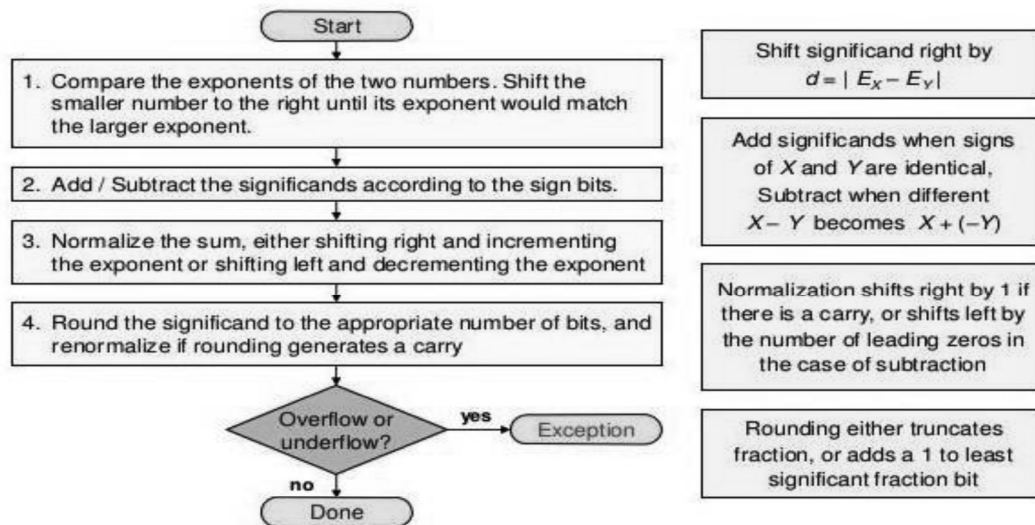 Start
1. Compare the exponents of the two numbers. Shift the
smaller number to the right until its exponent would match
the larger exponent.
2. Add / Subtract the significands according to the sign bits.
3. Normalize the sum, either shifting right and incrementing
the exponent or shifting left and decrementing the exponent
4. Round the significand to the appropriate number of bits, and
renormalize if rounding generates a carry
Overflow or
underflow?
yes
Exception
no
Done
Shift significand right by
d = | E_X – E_Y |
Add significands when signs
of X and Y are identical,
Subtract when different
X – Y becomes X + (–Y)
Normalization shifts right by 1 if
there is a carry, or shifts left by
the number of leading zeros in
the case of subtraction
Rounding either truncates
fraction, or adds a 1 to least
significant fraction bit